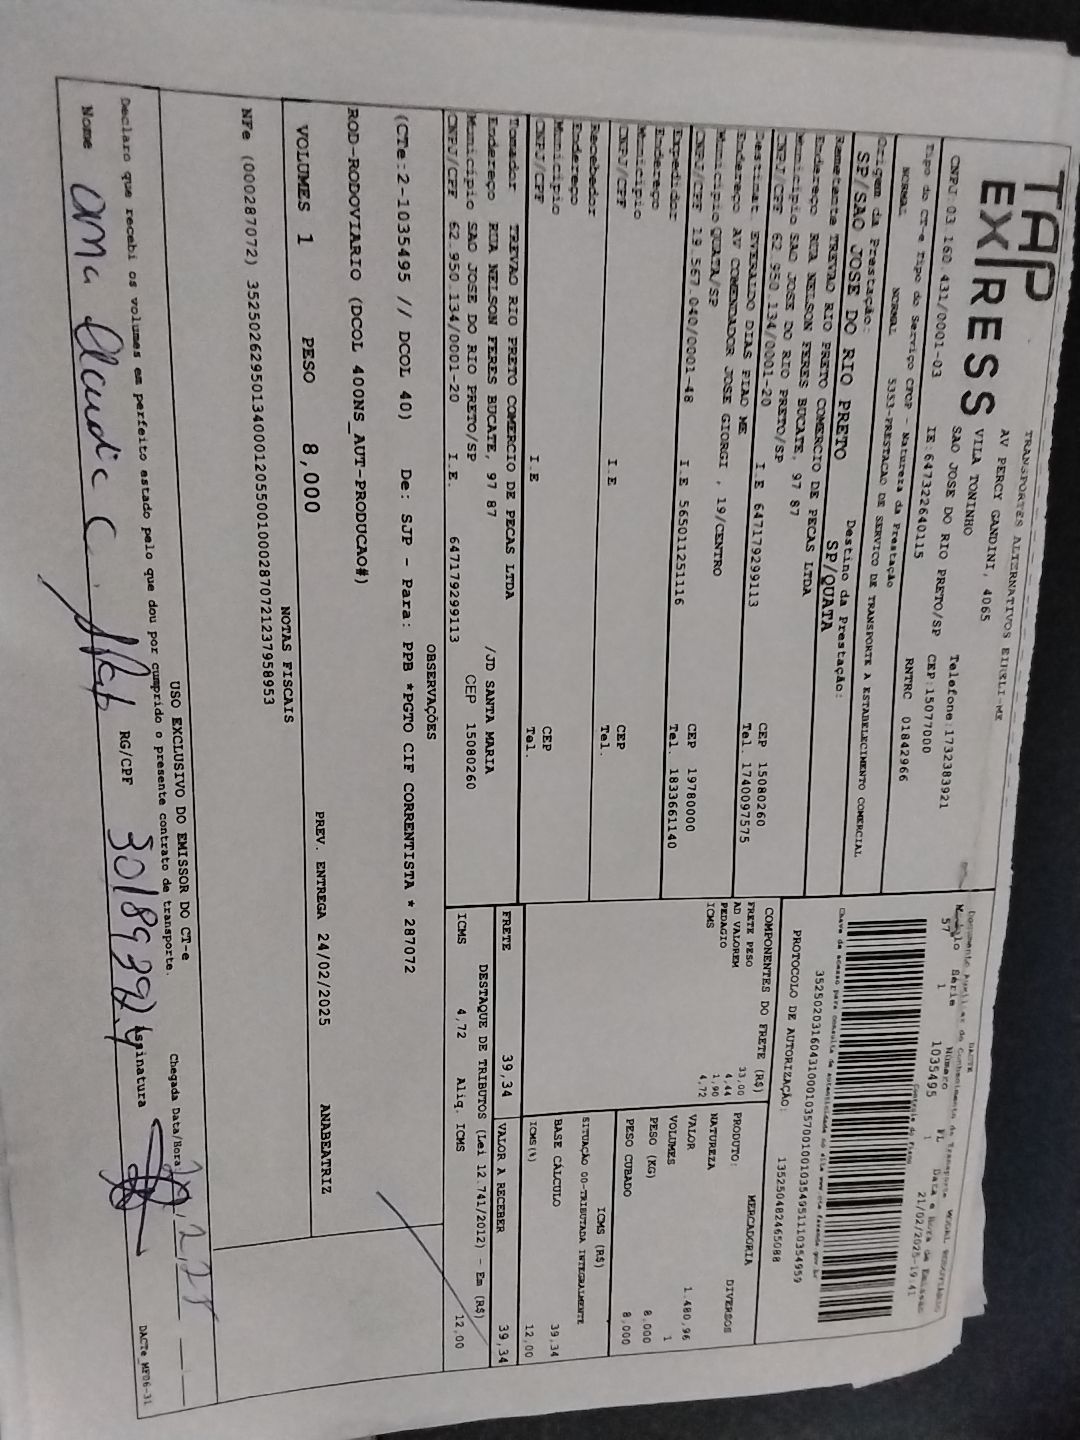 TAP
EXPRESS
TRANSPORTES ALTERNATIVOS EIRELI-ME
AV PERCY GANDINI, 4065
VILA TONINHO
SAO JOSE DO RIO PRETO/SP
Telefone:1732383921
CEP:15077000
CNPJ:03.160.431/0001-03 IE:647322640115
RNTRC 01842966
Tipo do CT-e Tipo do Serviço CFOP - Natureza da Prestação
NORMAL NORMAL 5353-PRESTACAO DE SERVICO DE TRANSPORTE A ESTABELECIMENTO COMERCIAL
Origem da Prestação: Destino da Prestação:
SP/SAO JOSE DO RIO PRETO SP/QUATA
DACTE
Documento Auxiliar do Conhecimento de Transporte MODAL RODOVIÁRIO
Modelo Série Número FL Data e Hora de Emissão
57 1 1035495 1 21/02/2025-19:41
Controle do Fisco
Chave de acesso para consulta de autenticidade no site www.cte.fazenda.gov.br
PROTOCOLO DE AUTORIZAÇÃO: 135250482465088
Remetente TREVAO RIO PRETO COMERCIO DE PECAS LTDA
Endereço RUA NELSON FERES BUCATE, 97 87
Município SAO JOSE DO RIO PRETO/SP CEP 15080260
CNPJ/CPF 62.950.134/0001-20 I.E 647179299113 Tel. 1740097575
Destinat. EVERALDO DIAS PIAO ME
Endereço AV COMENDADOR JOSE GIORGI , 19/CENTRO
Município QUATA/SP CEP 19780000
CNPJ/CPF 19.567.040/0001-48 I.E 565011251116 Tel. 1833661140
Expedidor
Endereço
Município CEP
CNPJ/CPF I.E Tel.
Recebedor
Endereço
Município CEP
CNPJ/CPF I.E Tel.
Tomador TREVAO RIO PRETO COMERCIO DE PECAS LTDA
Endereço RUA NELSON FERES BUCATE, 97 87 /JD SANTA MARIA
Município SAO JOSE DO RIO PRETO/SP CEP 15080260
CNPJ/CPF 62.950.134/0001-20 I.E. 647179299113
COMPONENTES DO FRETE (R$)
FRETE PESO 33,00
AD VALOREM 4,44
PEDAGIO 1,90
ICMS 4,72
PRODUTO: MERCADORIA
NATUREZA DIVERSOS
VALOR 1.480,96
VOLUMES 1
PESO (KG) 8,000
PESO CUBADO 8,000
ICMS (R$)
SITUAÇÃO 00-TRIBUTADA INTEGRALMENTE
BASE CÁLCULO 39,34
ICMS(%) 12,00
FRETE 39,34 VALOR A RECEBER 39,34
DESTAQUE DE TRIBUTOS (Lei 12.741/2012) - Em (R$)
ICMS 4,72 Aliq. ICMS 12,00
OBSERVAÇÕES
(CTe:2-1035495 // DCOL 40) De: SJP - Para: PPB *PGTO CIF CORRENTISTA * 287072
ROD-RODOVIARIO (DCOL 400NS_AUT-PRODUCAO#)
VOLUMES 1 PESO 8,000 PREV. ENTREGA 24/02/2025 ANABEATRIZ
NOTAS FISCAIS
NFe (000287072) 35250262950134000120550010002870721237958953
USO EXCLUSIVO DO EMISSOR DO CT-e
Declaro que recebi os volumes em perfeito estado pelo que dou por cumprido o presente contrato de transporte. Chegada Data/Hora
Nome Ana Claudia C. RG/CPF Assinatura
DACTe_MFD6-31